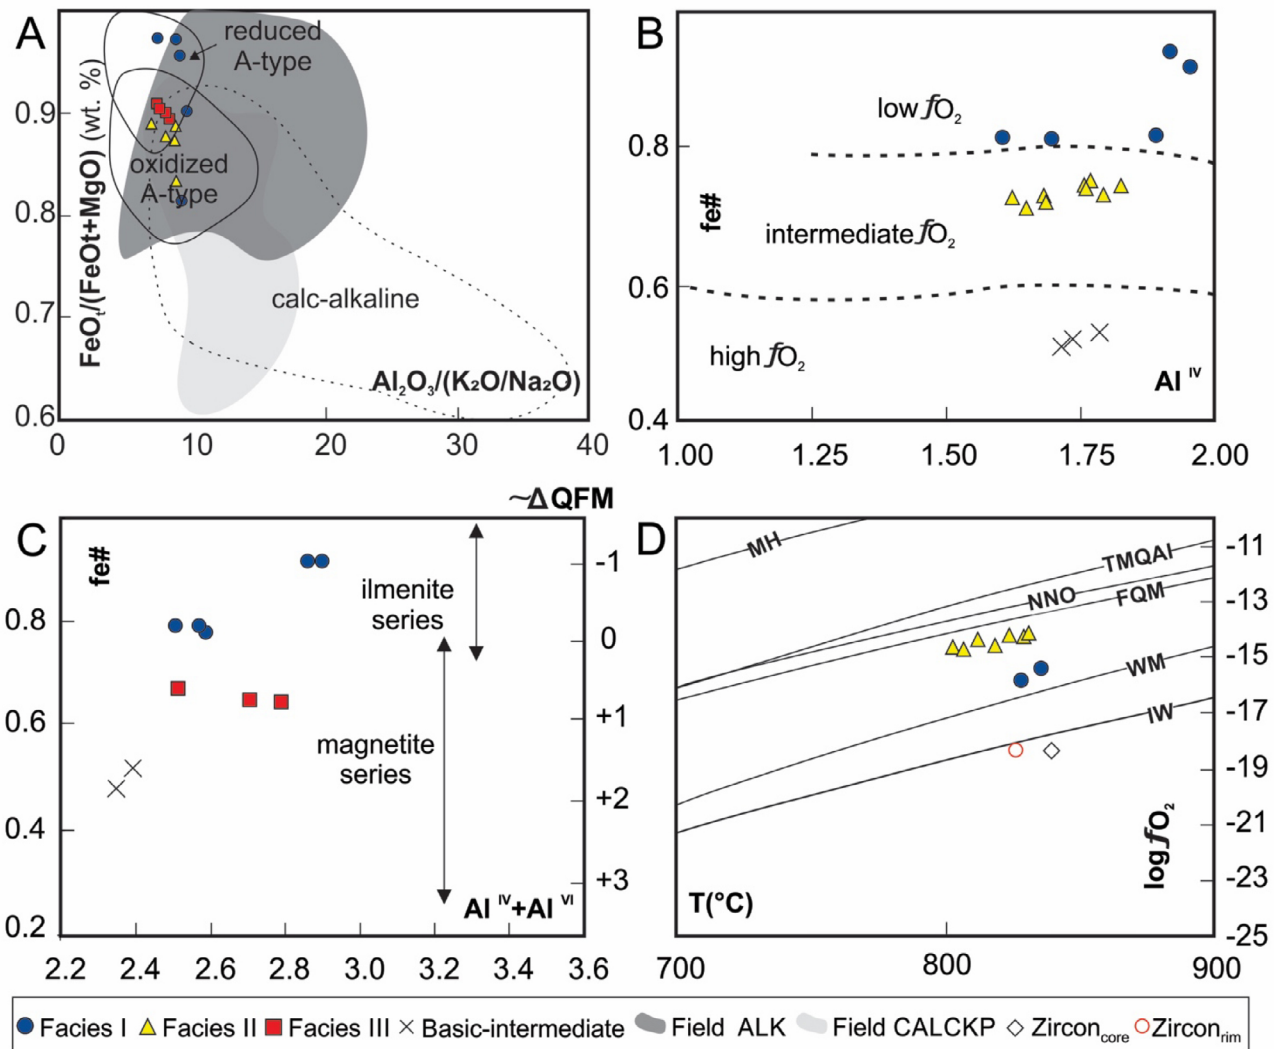 A
reduced
A-type
oxidized
A-type
calc-alkaline
FeOₜ/(FeOt+MgO) (wt. %)
Al₂O₃/(K₂O/Na₂O)
0.9
0.8
0.7
0.6
0
10
20
30
40
B
low fO₂
intermediate fO₂
high fO₂
fe#
Al ᴵⱽ
0.8
0.6
0.4
1.00
1.25
1.50
1.75
2.00
C
fe#
~ΔQFM
ilmenite
series
magnetite
series
Al ᴵⱽ+Al ⱽᴵ
0.8
0.6
0.4
0.2
-1
0
+1
+2
+3
2.2
2.4
2.6
2.8
3.0
3.2
3.4
3.6
D
MH
TMQAI
NNO
FQM
WM
IW
T(°C)
log fO₂
-11
-13
-15
-17
-19
-21
-23
-25
700
800
900
Facies I Facies II Facies III Basic-intermediate Field ALK Field CALCKP Zircon core Zircon rim